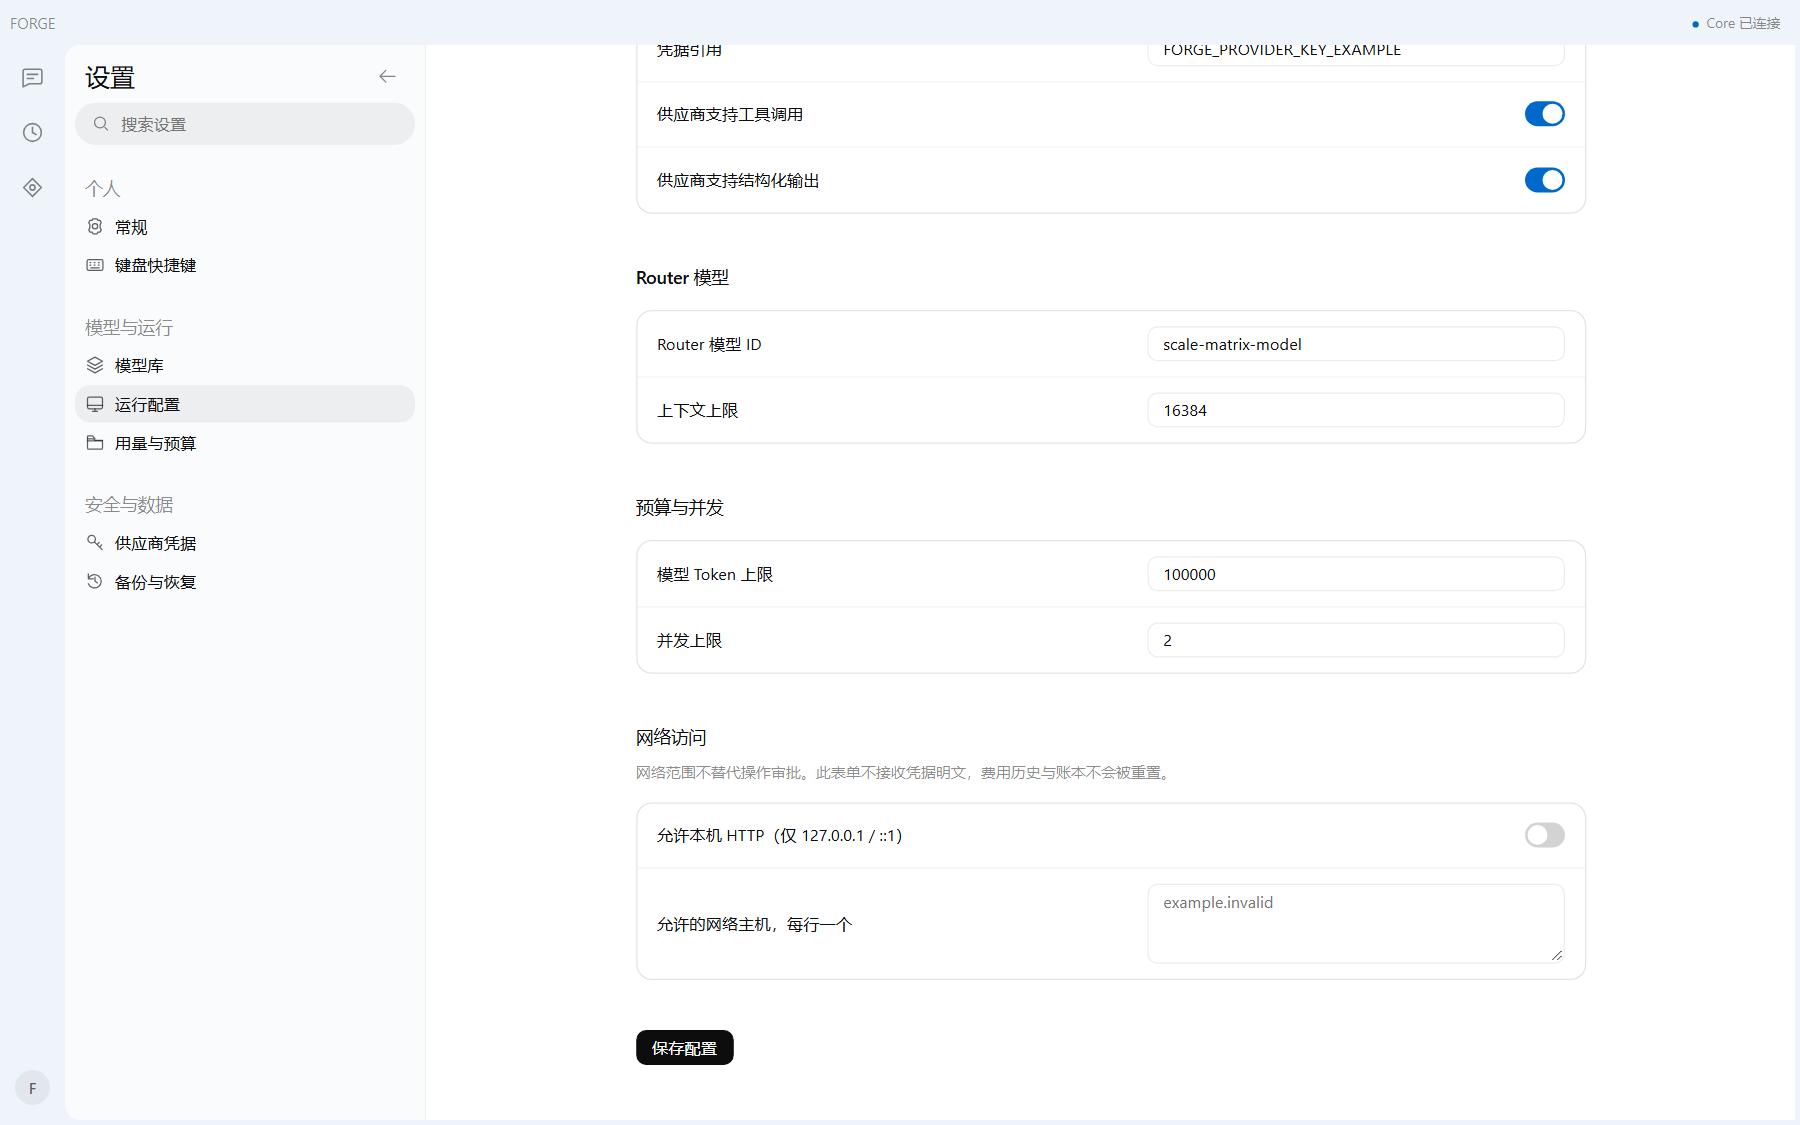 FORGE
Core 已连接
设置
搜索设置
个人
常规
键盘快捷键
模型与运行
模型库
运行配置
用量与预算
安全与数据
供应商凭据
备份与恢复
F
凭据引用
FORGE_PROVIDER_KEY_EXAMPLE
供应商支持工具调用
供应商支持结构化输出
Router 模型
Router 模型 ID
scale-matrix-model
上下文上限
16384
预算与并发
模型 Token 上限
100000
并发上限
2
网络访问
网络范围不替代操作审批。此表单不接收凭据明文，费用历史与账本不会被重置。
允许本机 HTTP（仅 127.0.0.1 / ::1）
允许的网络主机，每行一个
example.invalid
保存配置